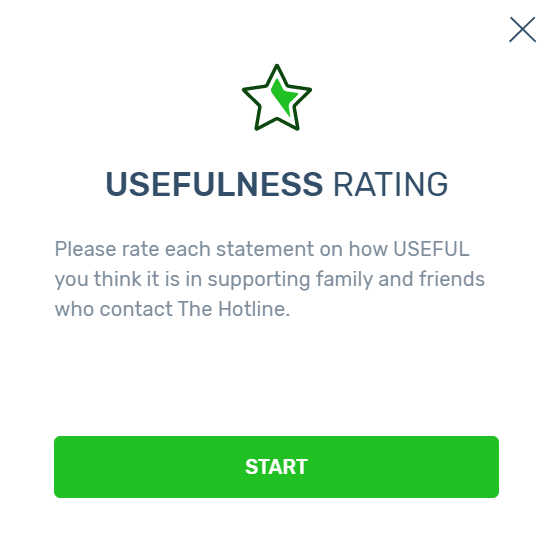 USEFULNESS RATING
Please rate each statement on how USEFUL
you think it is in supporting family and friends
who contact The Hotline.
START